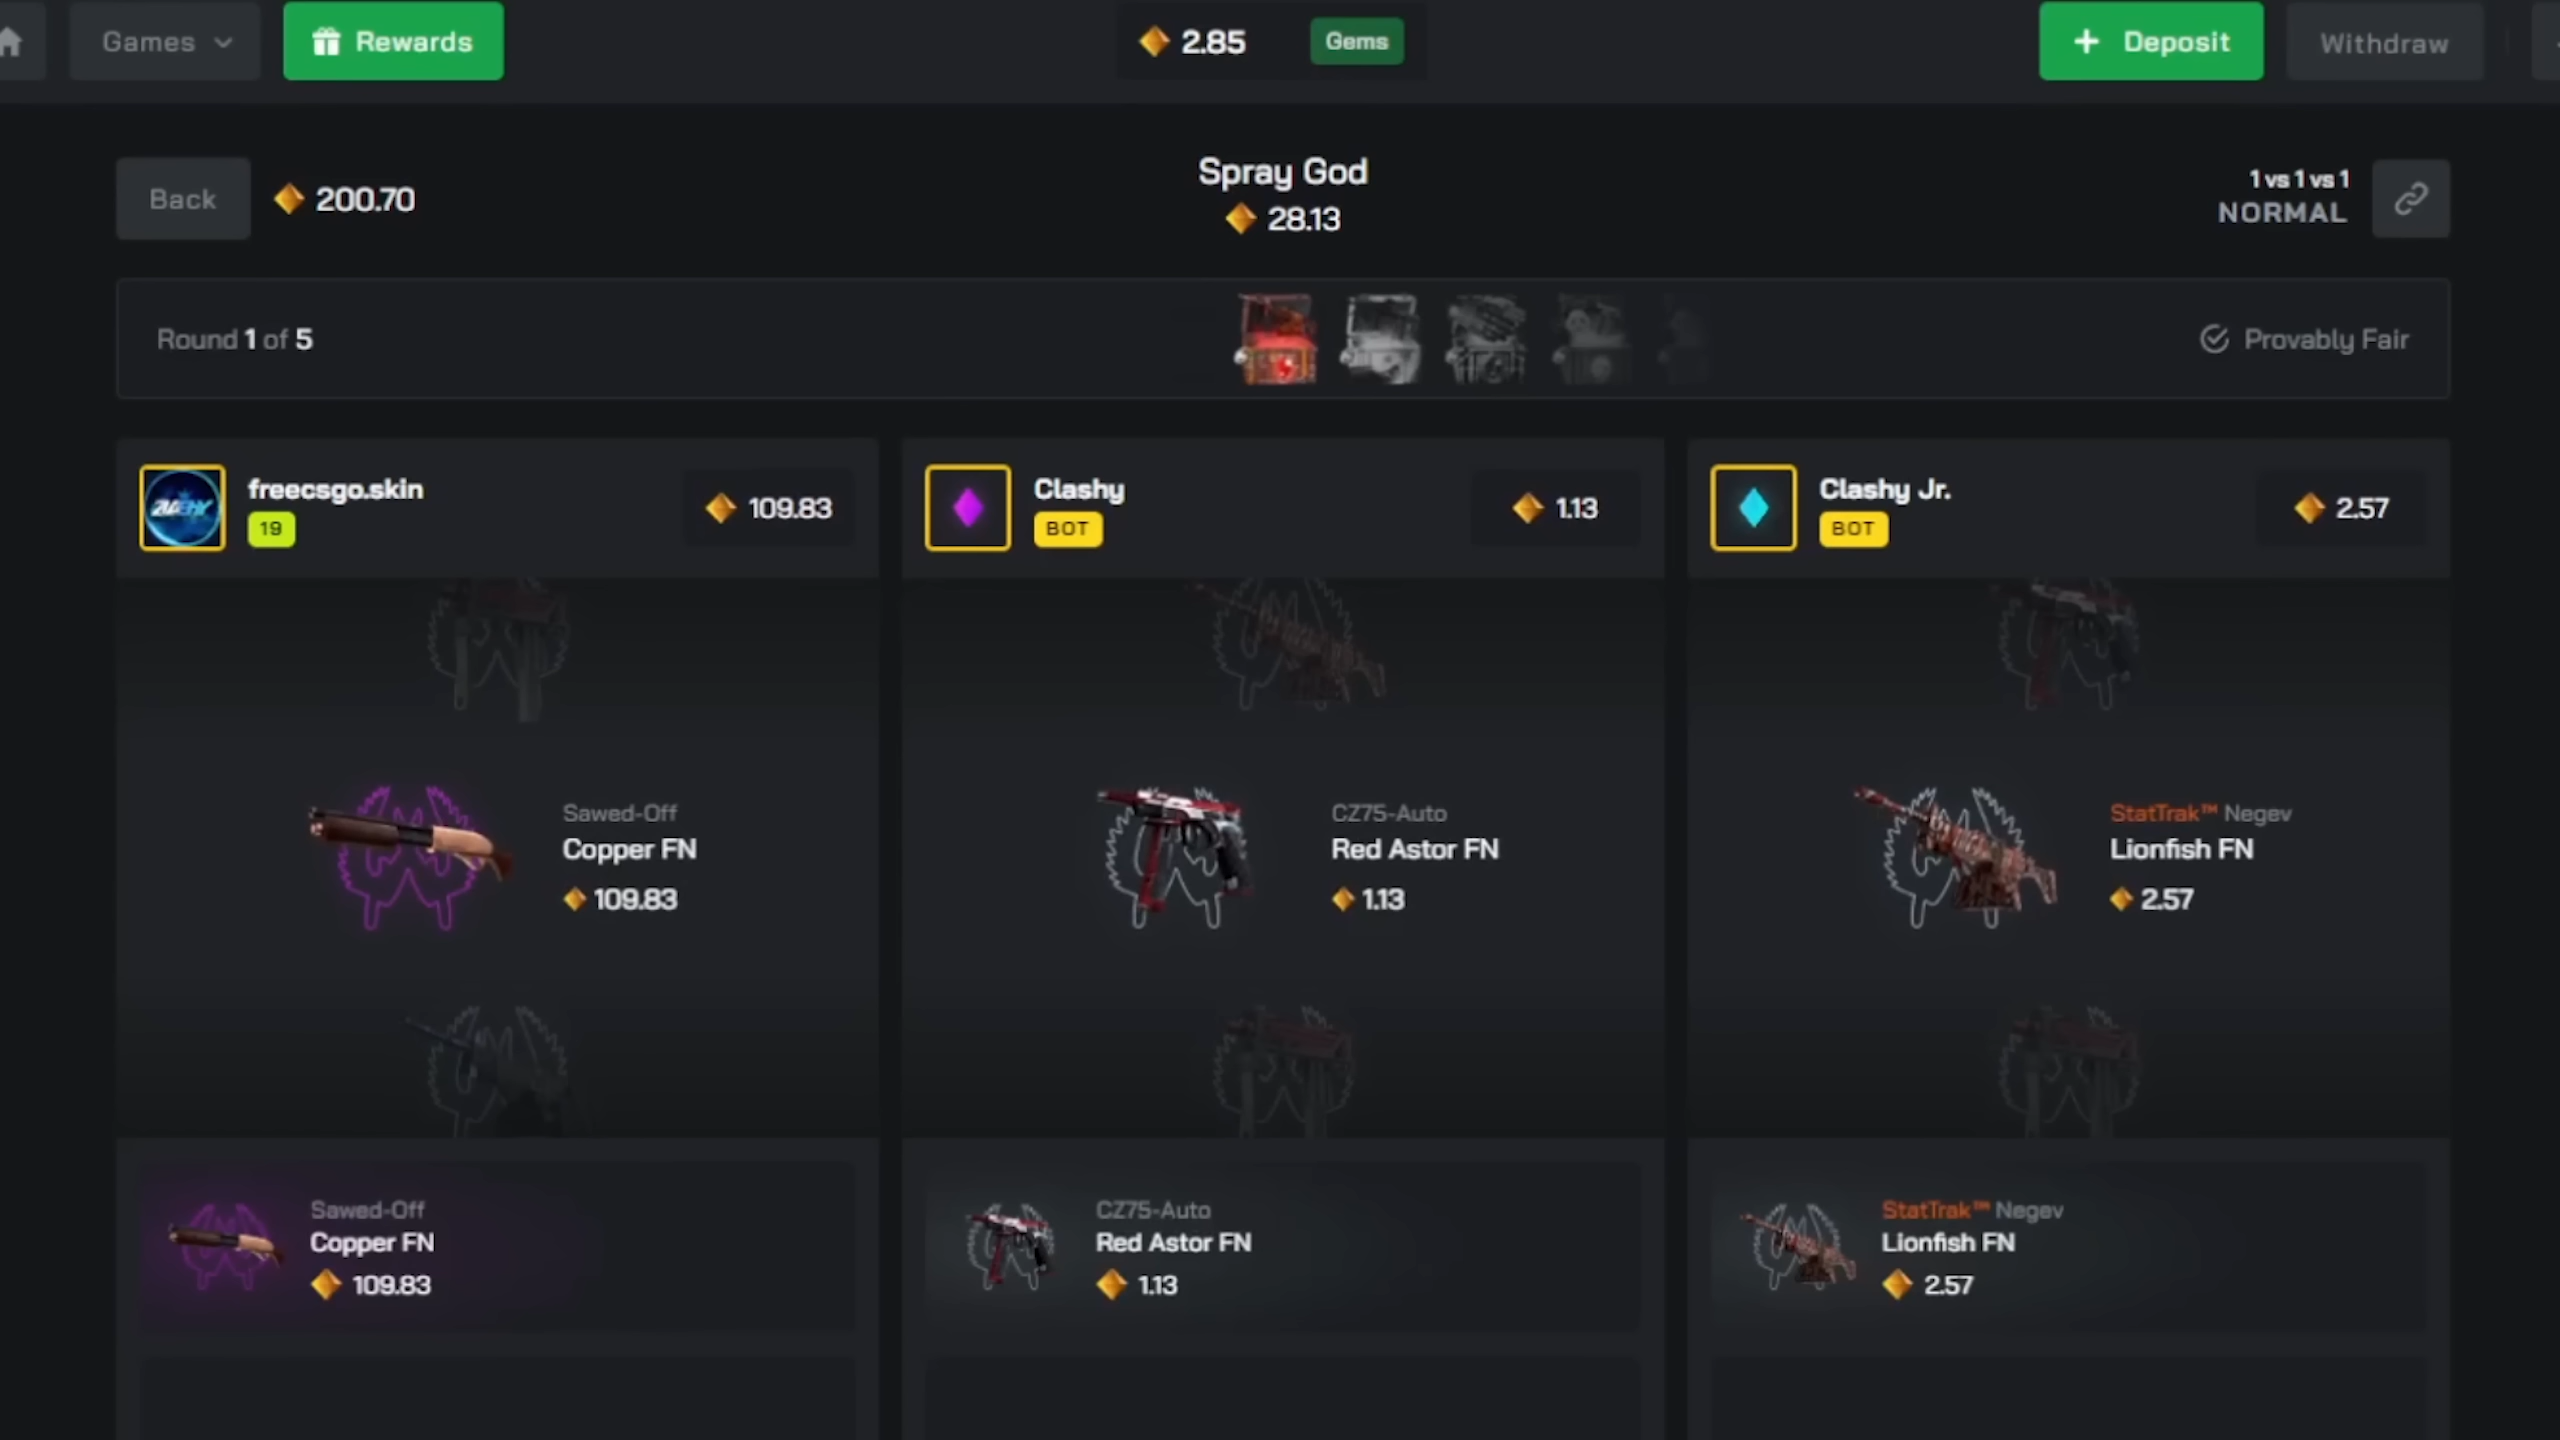 Games
Rewards
2.85
Gems
Deposit
Withdraw
Back
200.70
Spray God
28.13
1 vs 1 vs 1
NORMAL
Round 1 of 5
Provably Fair
freecsgo.skin
19
109.83
Clashy
BOT
1.13
Clashy Jr.
BOT
2.57
Sawed-Off
Copper FN
109.83
CZ75-Auto
Red Astor FN
1.13
StatTrak™ Negev
Lionfish FN
2.57
Sawed-Off
Copper FN
109.83
CZ75-Auto
Red Astor FN
1.13
StatTrak™ Negev
Lionfish FN
2.57